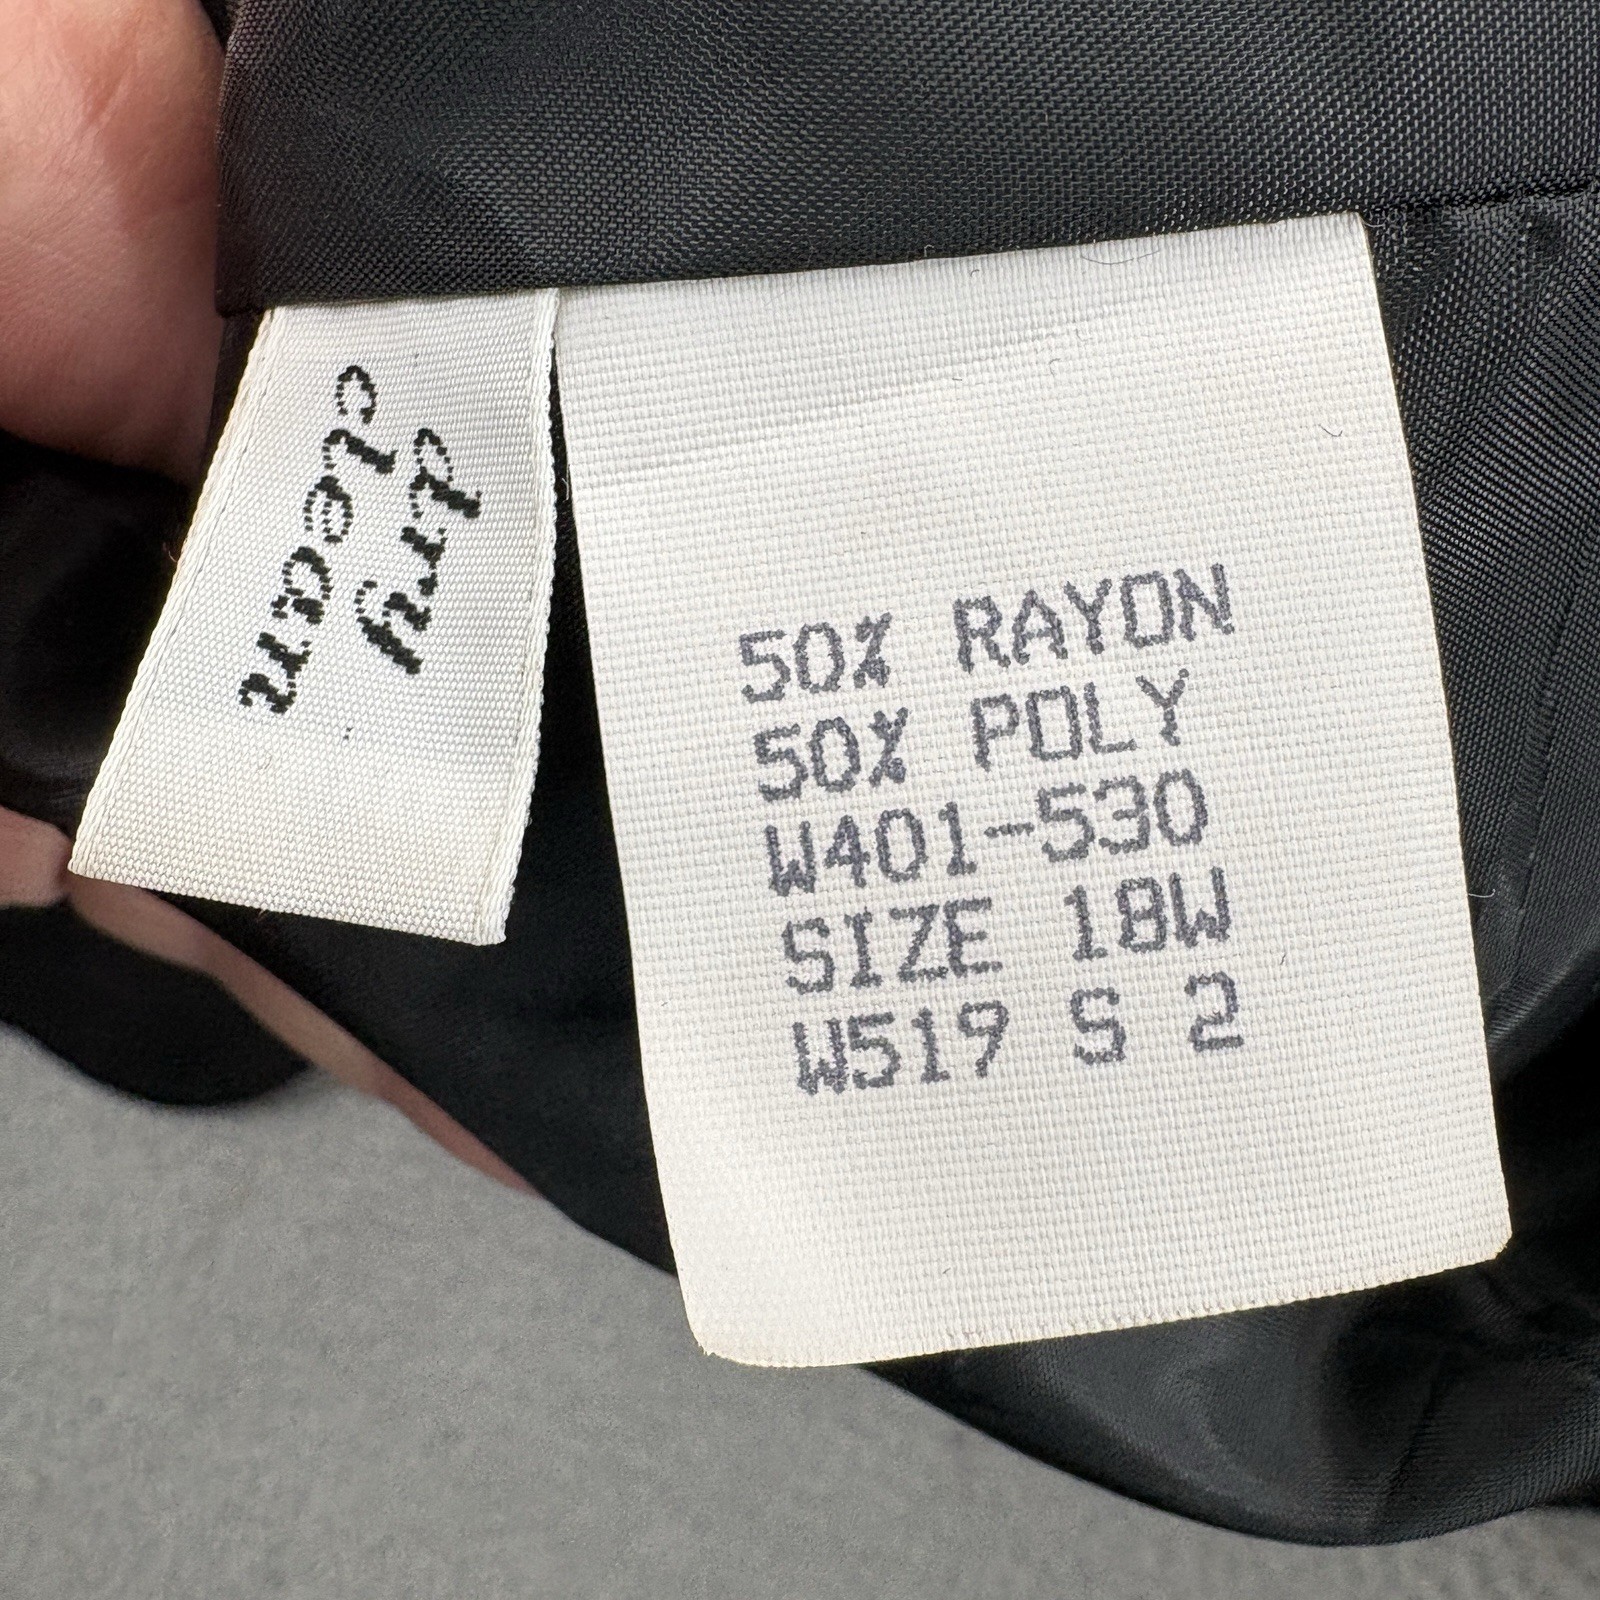 dry
clean
50% RAYON
50% POLY
W401-530
SIZE 18W
W519 S 2